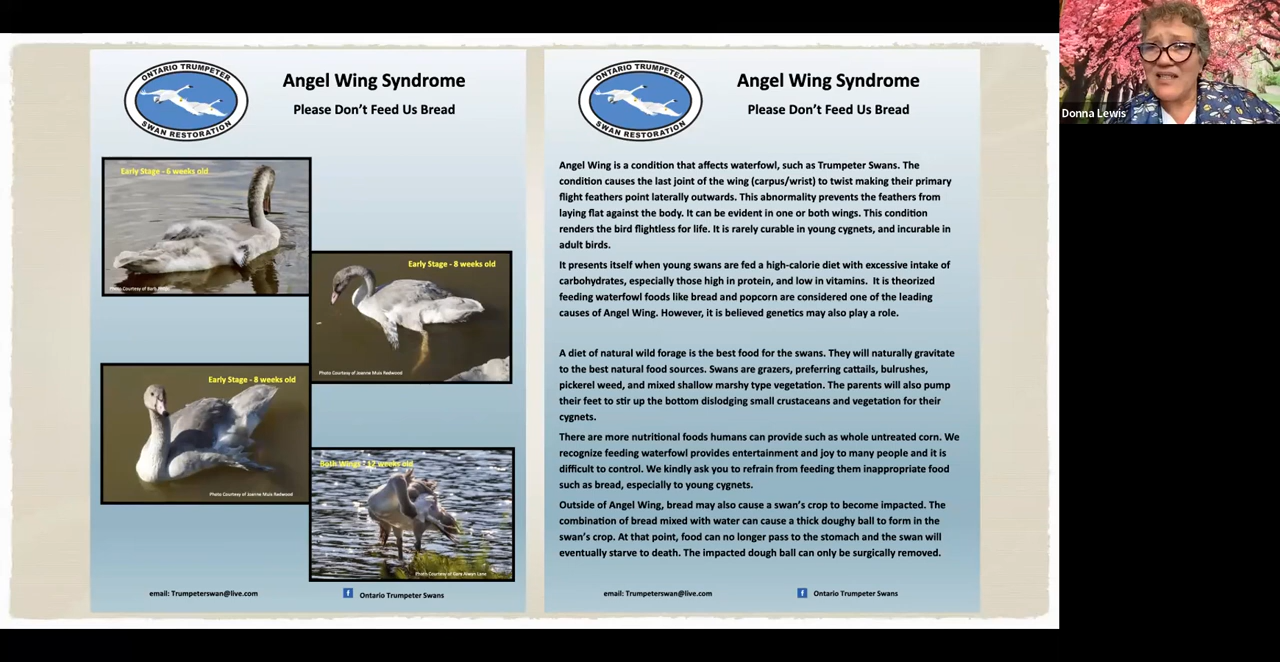 ONTARIO TRUMPETER
SWAN RESTORATION
Angel Wing Syndrome
Please Don't Feed Us Bread
Early Stage - 6 weeks old
Photo Courtesy of Barb
Early Stage - 8 weeks old
Photo Courtesy of Joanne Muis Redwood
Early Stage - 8 weeks old
Photo Courtesy of Joanne Muis Redwood
Both Wings - 12 weeks old
Photo Courtesy of Lane
email: Trumpeterswan@live.com
f Ontario Trumpeter Swans
ONTARIO TRUMPETER
SWAN RESTORATION
Angel Wing Syndrome
Please Don't Feed Us Bread
Angel Wing is a condition that affects waterfowl, such as Trumpeter Swans. The
condition causes the last joint of the wing (carpus/wrist) to twist making their primary
flight feathers point laterally outwards. This abnormality prevents the feathers from
laying flat against the body. It can be evident in one or both wings. This condition
renders the bird flightless for life. It is rarely curable in young cygnets, and incurable in
adult birds.
It presents itself when young swans are fed a high-calorie diet with excessive intake of
carbohydrates, especially those high in protein, and low in vitamins. It is theorized
feeding waterfowl foods like bread and popcorn are considered one of the leading
causes of Angel Wing. However, it is believed genetics may also play a role.
A diet of natural wild forage is the best food for the swans. They will naturally gravitate
to the best natural food sources. Swans are grazers, preferring cattails, bulrushes,
pickerel weed, and mixed shallow marshy type vegetation. The parents will also pump
their feet to stir up the bottom dislodging small crustaceans and vegetation for their
cygnets.
There are more nutritional foods humans can provide such as whole untreated corn. We
recognize feeding waterfowl provides entertainment and joy to many people and it is
difficult to control. We kindly ask you to refrain from feeding them inappropriate food
such as bread, especially to young cygnets.
Outside of Angel Wing, bread may also cause a swan's crop to become impacted. The
combination of bread mixed with water can cause a thick doughy ball to form in the
swan's crop. At that point, food can no longer pass to the stomach and the swan will
eventually starve to death. The impacted dough ball can only be surgically removed.
email: Trumpeterswan@live.com
f Ontario Trumpeter Swans
Donna Lewis